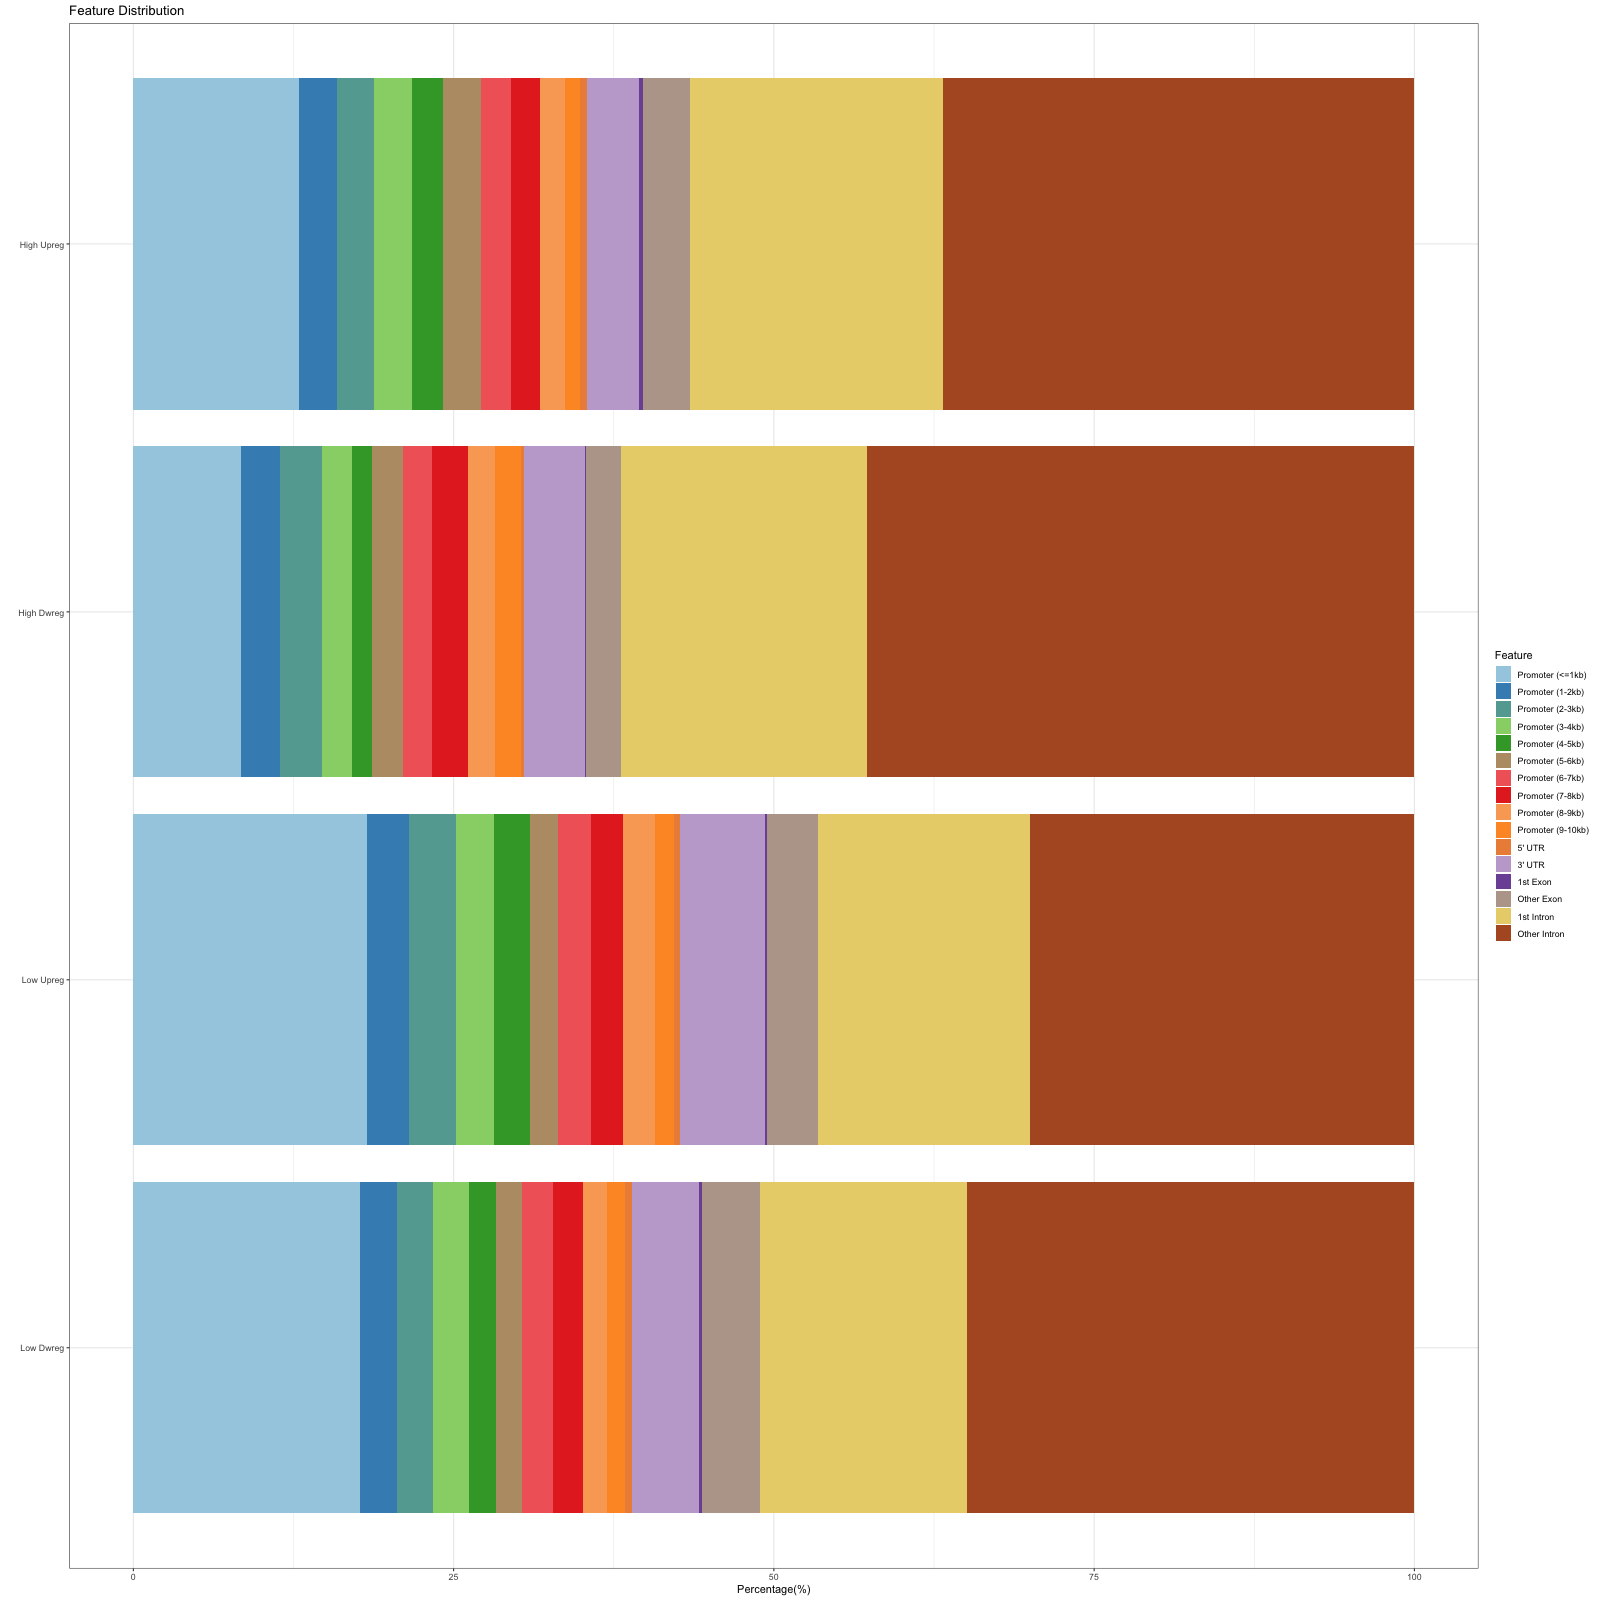 Feature Distribution
High Upreg
High Dwreg
Low Upreg
Low Dwreg
0 25 50 75 100
Percentage(%)
Feature
Promoter (<=1kb)
Promoter (1-2kb)
Promoter (2-3kb)
Promoter (3-4kb)
Promoter (4-5kb)
Promoter (5-6kb)
Promoter (6-7kb)
Promoter (7-8kb)
Promoter (8-9kb)
Promoter (9-10kb)
5' UTR
3' UTR
1st Exon
Other Exon
1st Intron
Other Intron